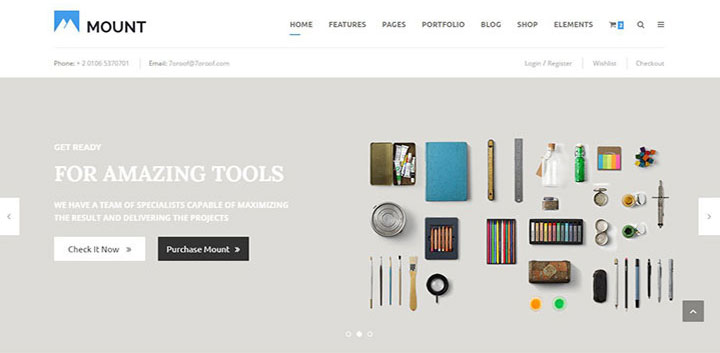 MOUNT
HOME FEATURES PAGES PORTFOLIO BLOG SHOP ELEMENTS 2
Phone: + 2 0106 5370701 Email: 7oroof@7oroof.com Login / Register Wishlist Checkout
GET READY
FOR AMAZING TOOLS
WE HAVE A TEAM OF SPECIALISTS CAPABLE OF MAXIMIZING
THE RESULT AND DELIVERING THE PROJECTS
Check It Now » Purchase Mount »